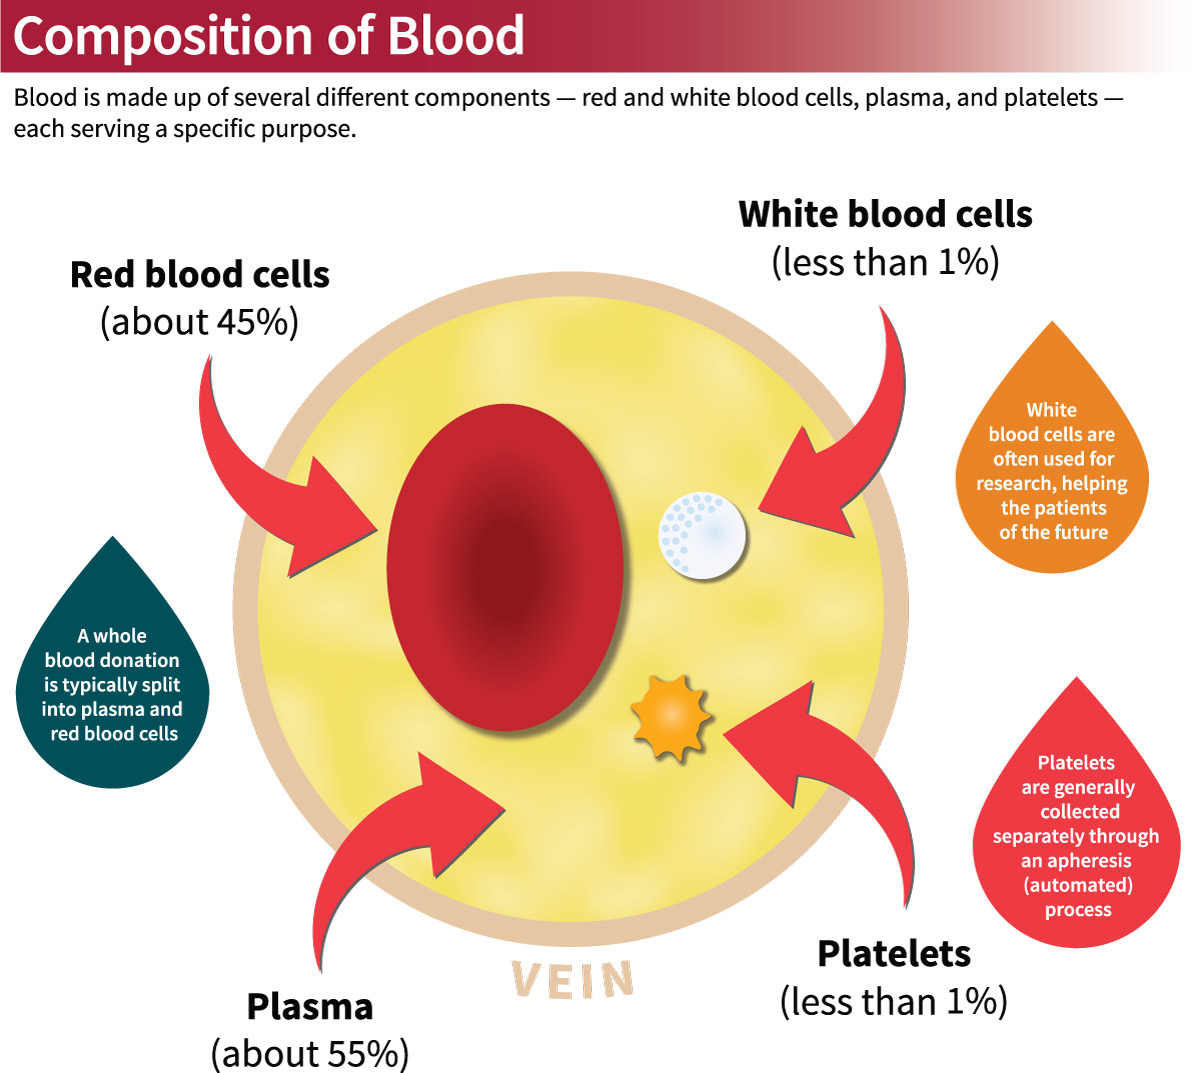 Composition of Blood
Blood is made up of several different components — red and white blood cells, plasma, and platelets —
each serving a specific purpose.
White blood cells
(less than 1%)
Red blood cells
(about 45%)
White
blood cells are
often used for
research, helping
the patients
of the future
A whole
blood donation
is typically split
into plasma and
red blood cells
Platelets
are generally
collected
separately through
an apheresis
(automated)
process
VEIN
Platelets
(less than 1%)
Plasma
(about 55%)